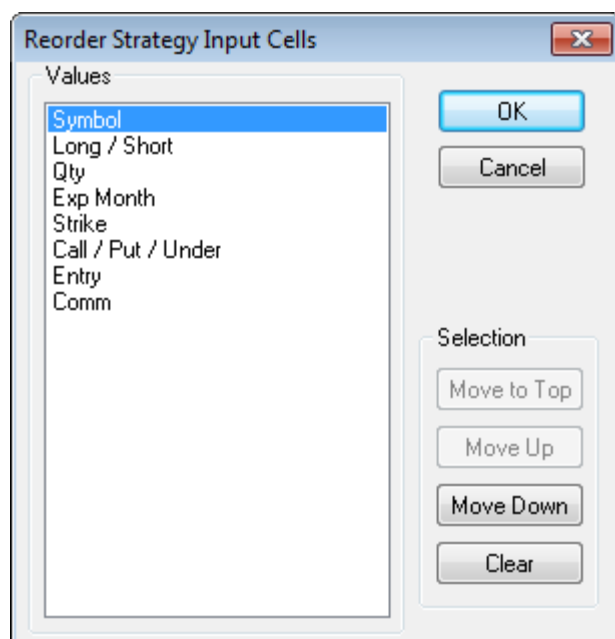 Reorder Strategy Input Cells
Values
Symbol
Long / Short
Qty
Exp Month
Strike
Call / Put / Under
Entry
Comm
OK
Cancel
Selection
Move to Top
Move Up
Move Down
Clear